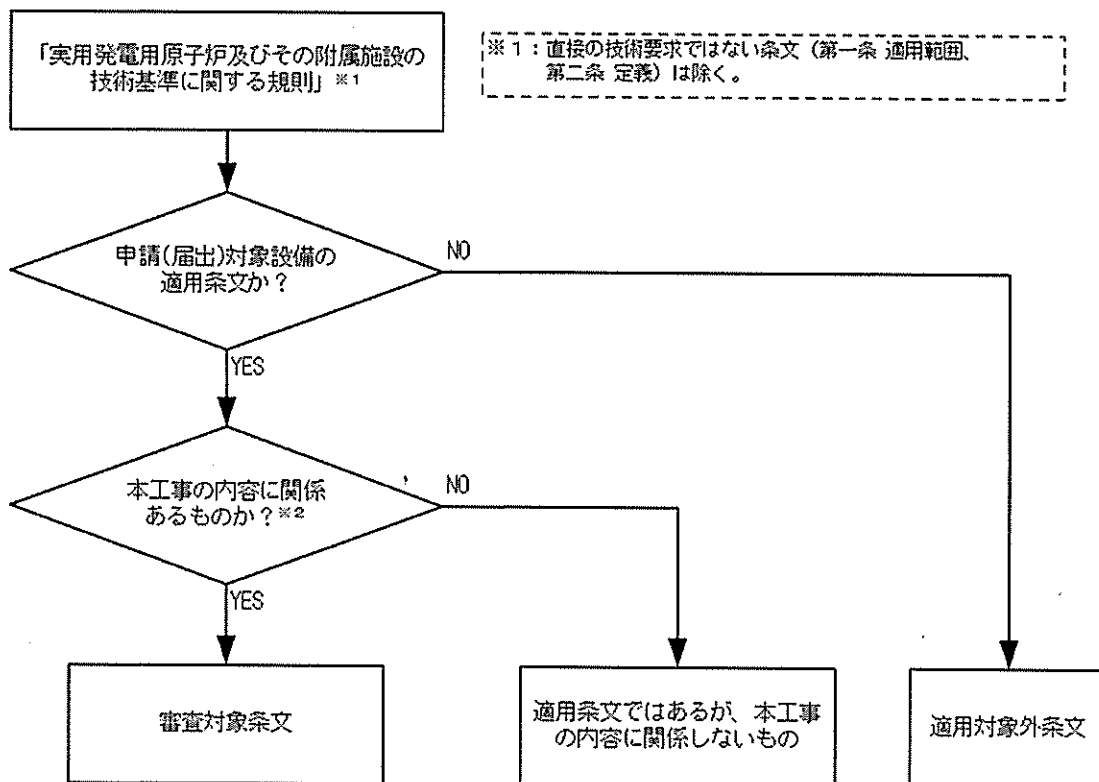 「実用発電用原子炉及びその附属施設の
技術基準に関する規則」※1
※1：直接の技術要求ではない条文（第一条 適用範囲、
第二条 定義）は除く。
申請(届出)対象設備の
適用条文か？
NO
YES
本工事の内容に関係
あるものか？※2
NO
YES
審査対象条文
適用条文ではあるが、本工事
の内容に関係しないもの
適用対象外条文